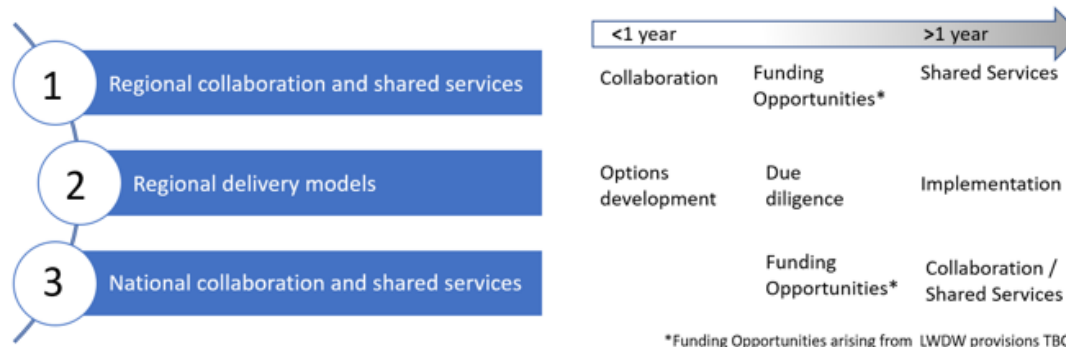 <1 year >1 year
1 Regional collaboration and shared services
Collaboration
Funding
Opportunities*
Shared Services
2 Regional delivery models
Options
development
Due
diligence
Implementation
3 National collaboration and shared services
Funding
Opportunities*
Collaboration /
Shared Services
*Funding Opportunities arising from LWDW provisions TBC